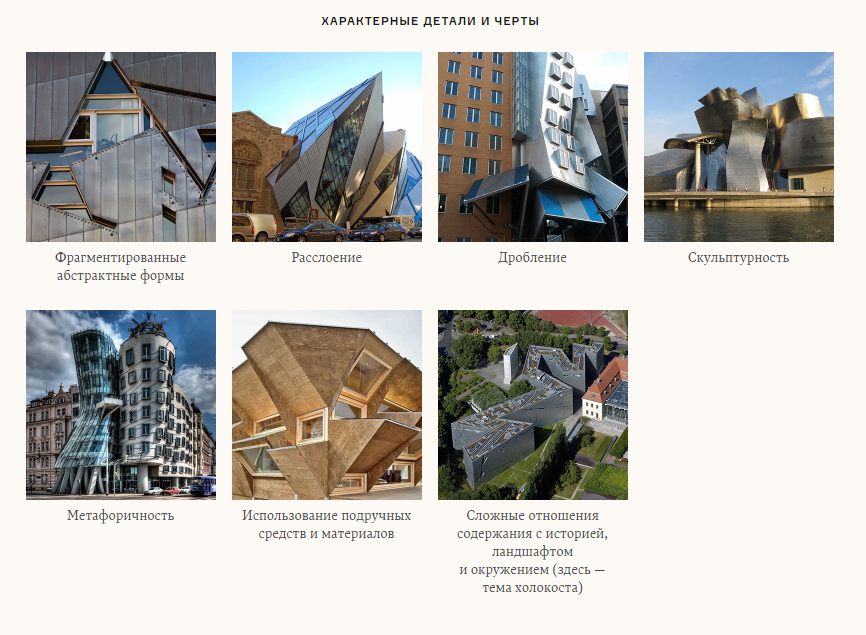 ХАРАКТЕРНЫЕ ДЕТАЛИ И ЧЕРТЫ
Фрагментированные
абстрактные формы
Расслоение
Дробление
Скульптурность
Метафоричность
Использование подручных
средств и материалов
Сложные отношения
содержания с историей,
ландшафтом
и окружением (здесь —
тема холокоста)